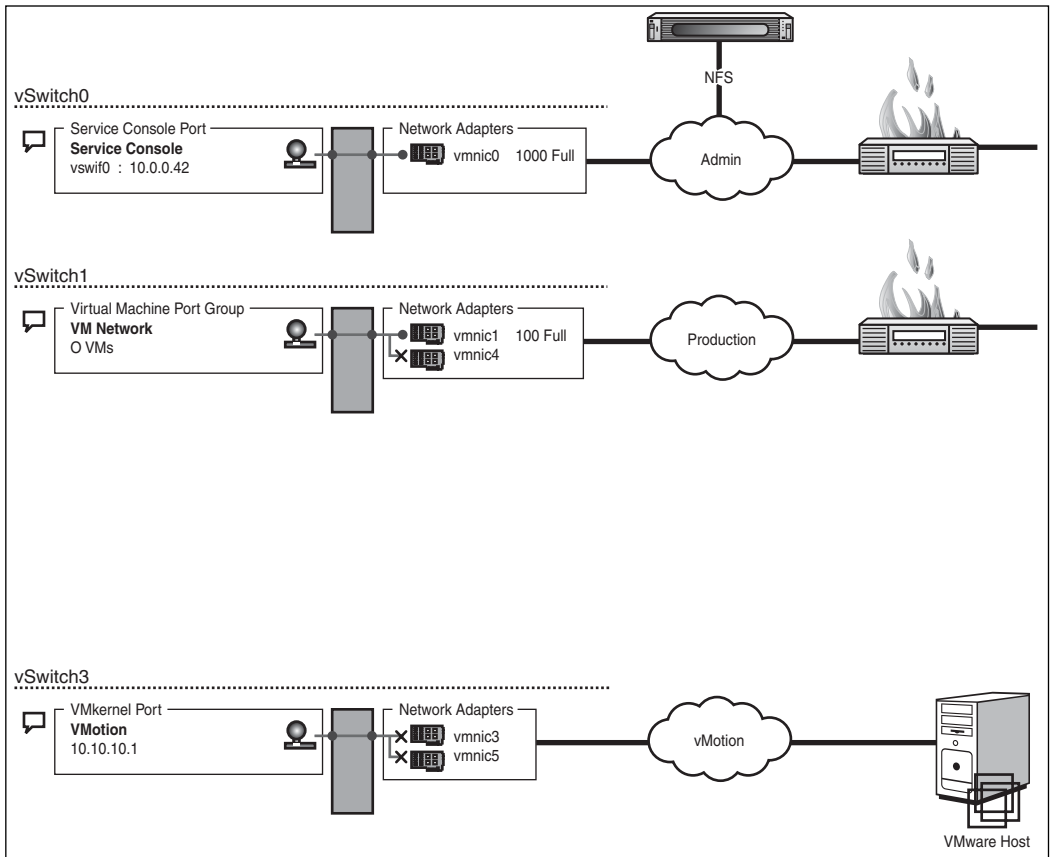 NFS
vSwitch0
Service Console Port
Service Console
vswif0 : 10.0.0.42
Network Adapters
vmnic0 1000 Full
Admin
vSwitch1
Virtual Machine Port Group
VM Network
O VMs
Network Adapters
vmnic1 100 Full
vmnic4
Production
vSwitch3
VMkernel Port
VMotion
10.10.10.1
Network Adapters
vmnic3
vmnic5
vMotion
VMware Host